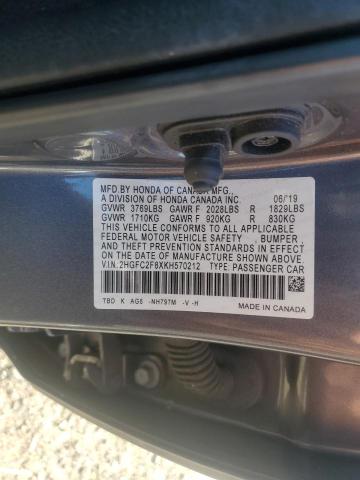 MFD.BY HONDA OF CANADA MFG.,
A DIVISION OF HONDA CANADA INC. 06/19
GVWR 3769LBS GAWR F 2028LBS R 1829LBS
GVWR 1710KG GAWR F 920KG R 830KG
THIS VEHICLE CONFORMS TO ALL APPLICABLE
FEDERAL MOTOR VEHICLE SAFETY , BUMPER ,
AND THEFT PREVENTION STANDARDS IN
EFFECT ON THE DATE OF MANUFACTURE
SHOWN ABOVE.
V.I.N. 2HGFC2F8XKH570212 TYPE: PASSENGER CAR
TBD K AG6 -NH797M -V -H
MADE IN CANADA